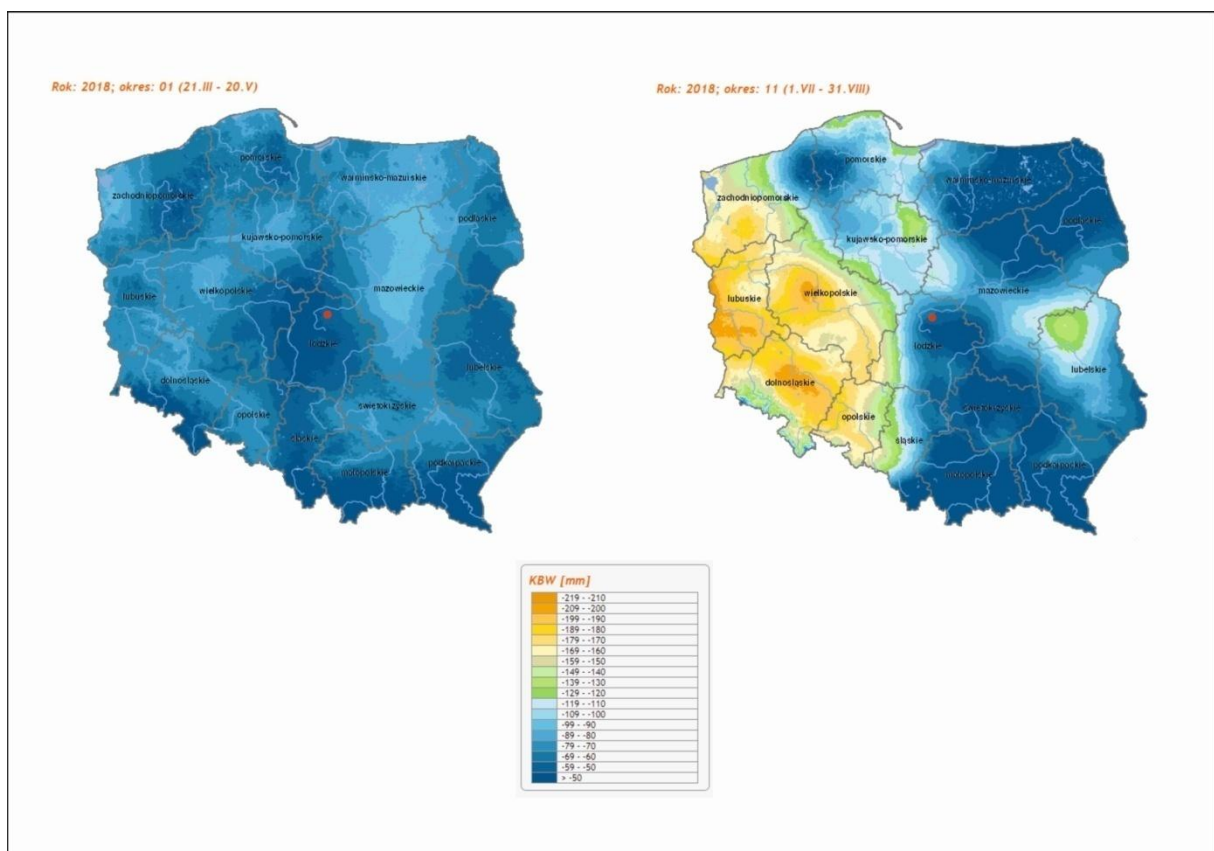 Rok: 2018; okres: 01 (21.III - 20.V)
pomorskie
warmińsko-mazurskie
zachodniopomorskie
podlaskie
kujawsko-pomorskie
mazowieckie
lubuskie
wielkopolskie
łódzkie
lubelskie
dolnośląskie
świętokrzyskie
opolskie
śląskie
podkarpackie
małopolskie
Rok: 2018; okres: 11 (1.VII - 31.VIII)
pomorskie
warmińsko-mazurskie
zachodniopomorskie
podlaskie
kujawsko-pomorskie
mazowieckie
lubuskie
wielkopolskie
łódzkie
lubelskie
dolnośląskie
świętokrzyskie
opolskie
śląskie
podkarpackie
małopolskie
KBW [mm]
-219 - -210
-209 - -200
-199 - -190
-189 - -180
-179 - -170
-169 - -160
-159 - -150
-149 - -140
-139 - -130
-129 - -120
-119 - -110
-109 - -100
-99 - -90
-89 - -80
-79 - -70
-69 - -60
-59 - -50
> -50